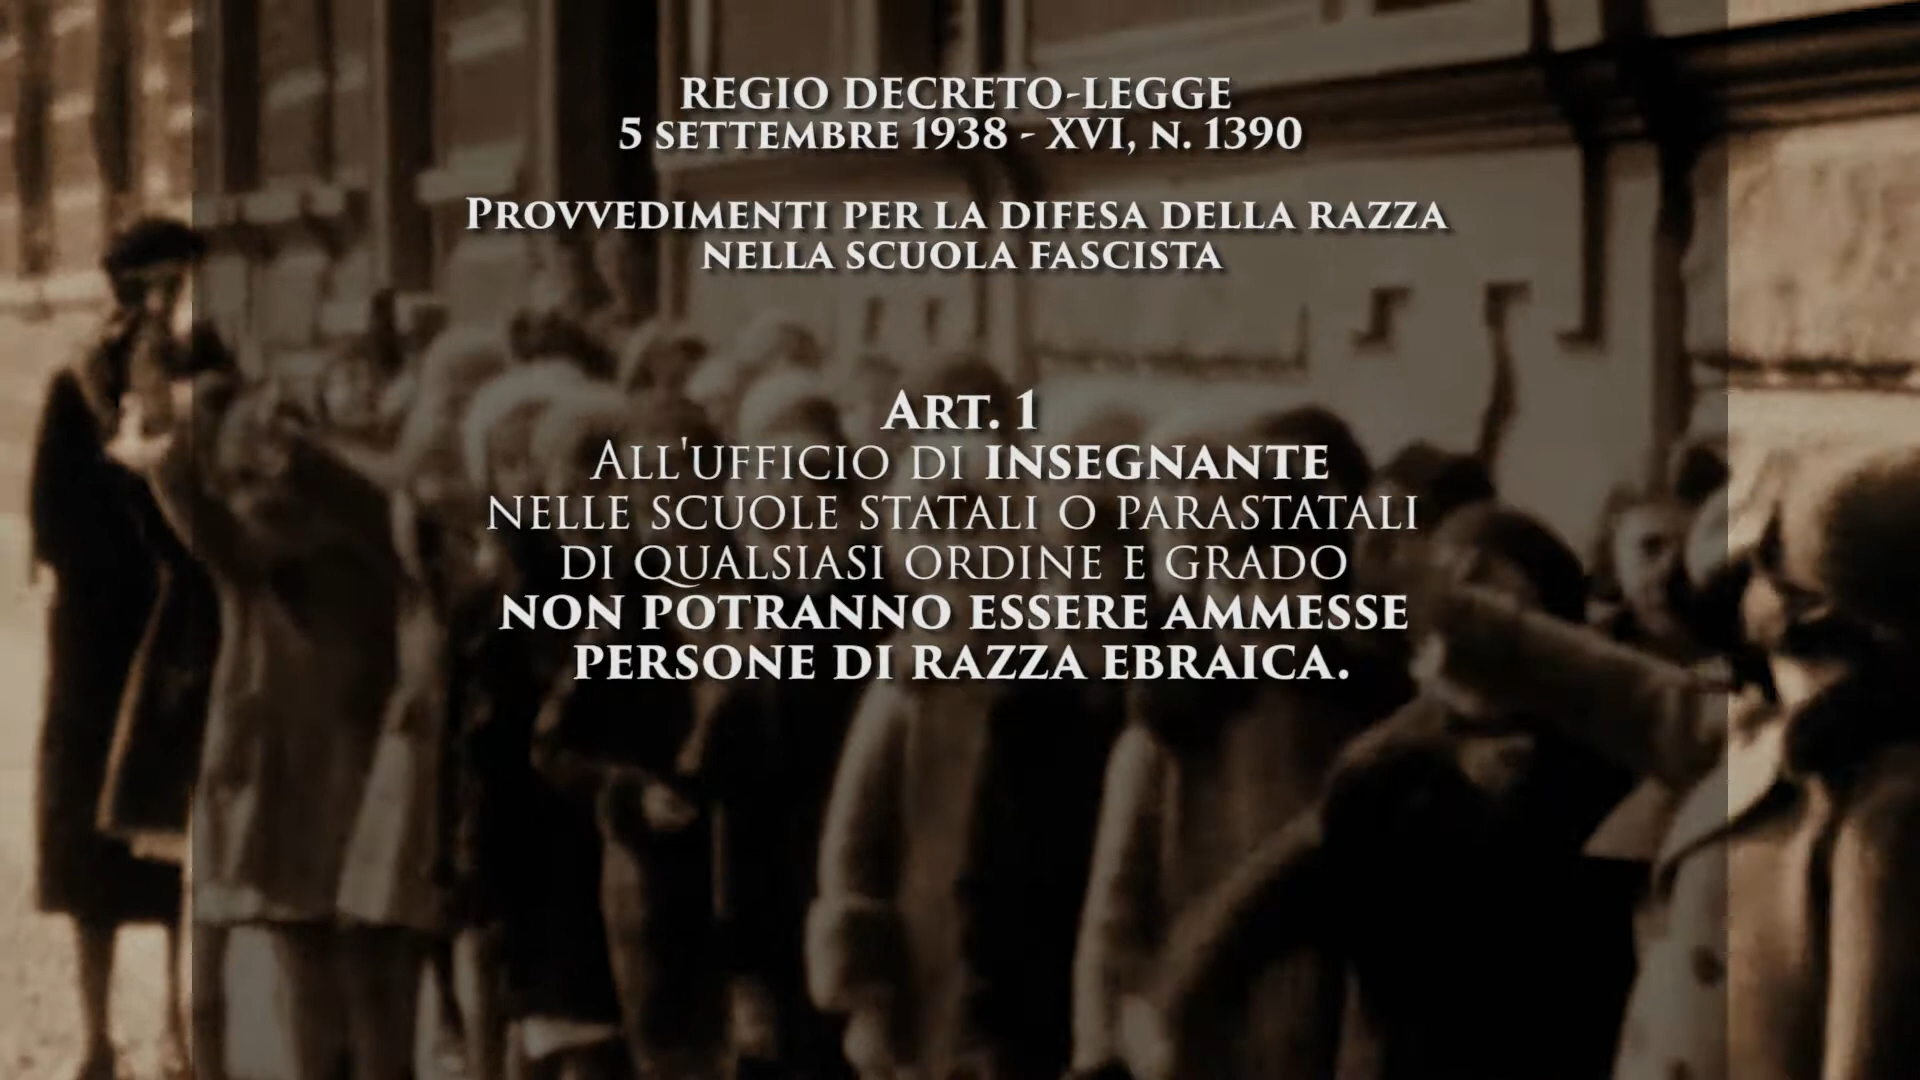 REGIO DECRETO-LEGGE
5 SETTEMBRE 1938 - XVI, N. 1390
PROVVEDIMENTI PER LA DIFESA DELLA RAZZA
NELLA SCUOLA FASCISTA
ART. 1
ALL'UFFICIO DI INSEGNANTE
NELLE SCUOLE STATALI O PARASTATALI
DI QUALSIASI ORDINE E GRADO
NON POTRANNO ESSERE AMMESSE
PERSONE DI RAZZA EBRAICA.